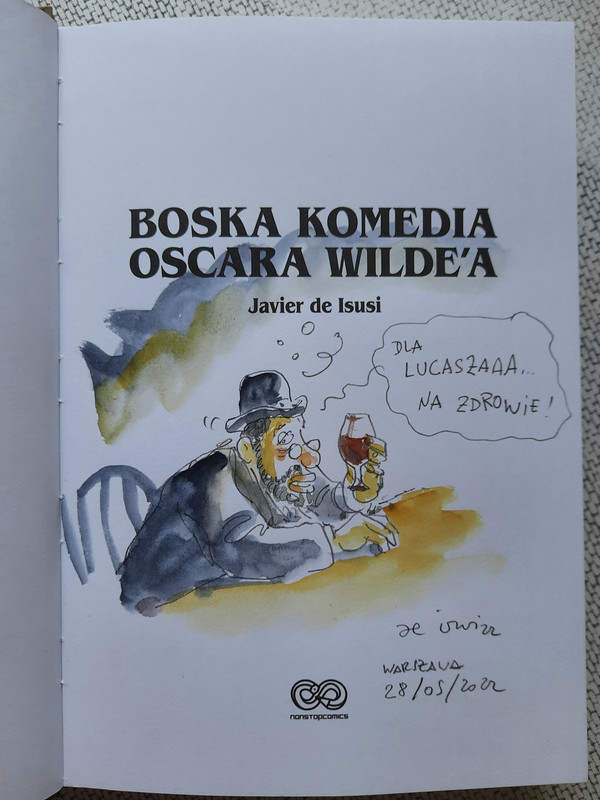 BOSKA KOMEDIA
OSCARA WILDE'A
Javier de Isusi
DLA
LUCASZAAA...
NA ZDROWIE!
WARSZAWA
28/05/2022
nonstopcomics